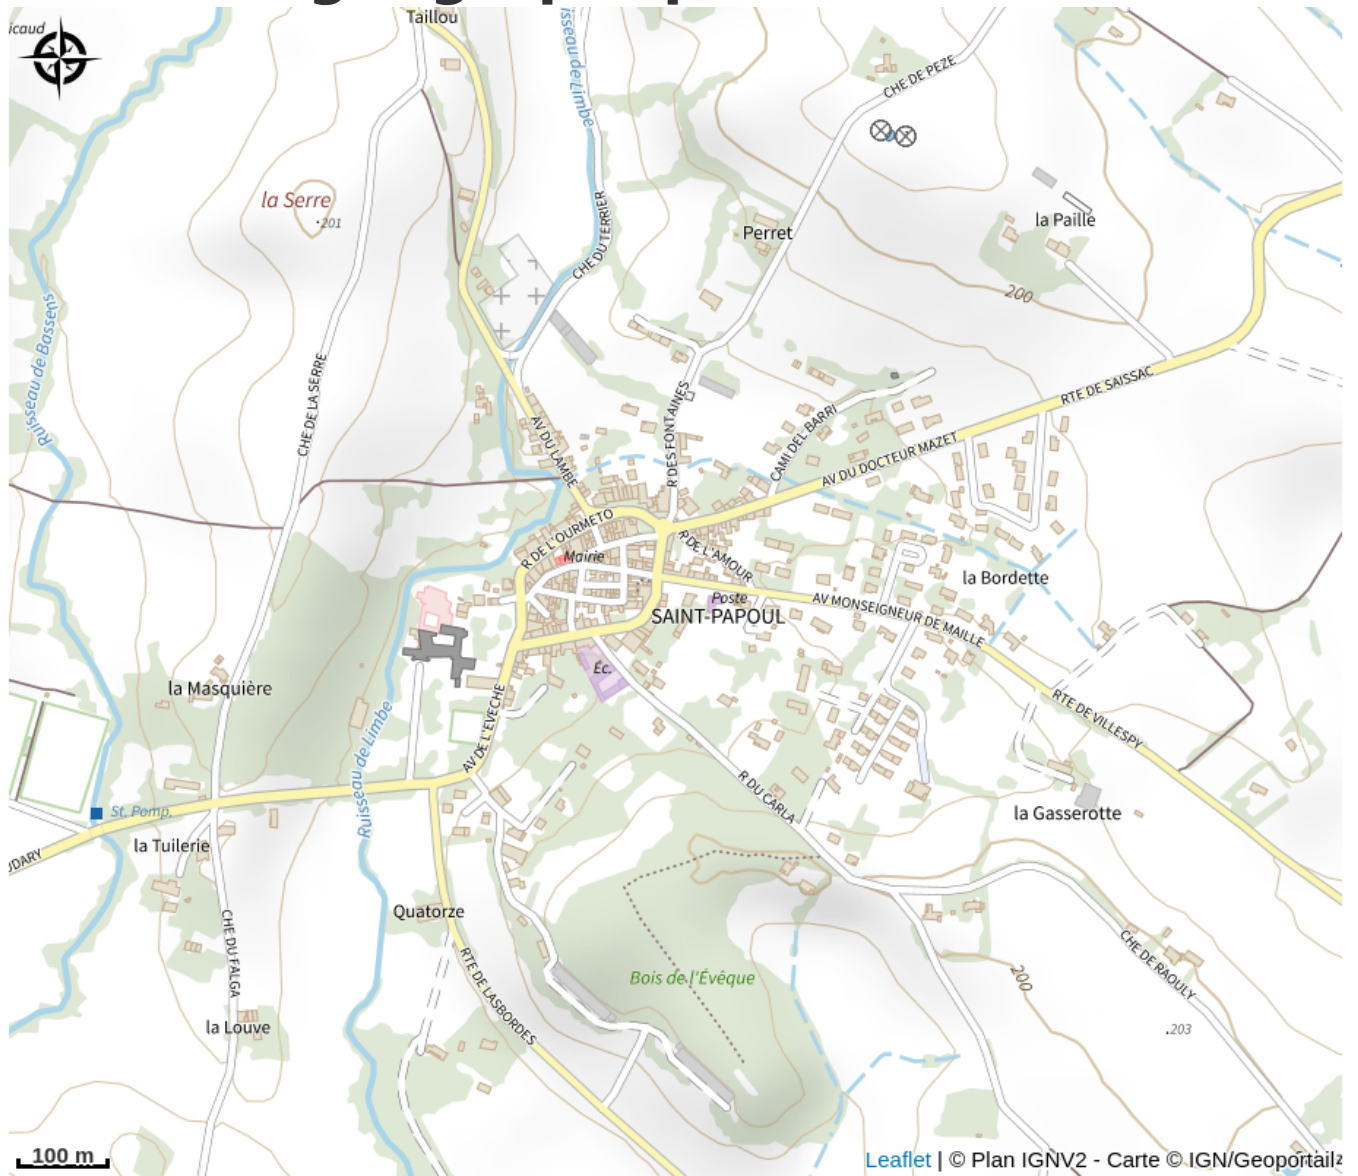 icaud
Taillou
Ruisseau de Limbe
CHE DE PEZE
la Serre
201
CHE DU TERRIER
Perret
la Paille
200
Ruisseau de Bassens
CHE DE LA SERRE
RTE DE SAISSAC
R DES FONTAINES
CAMI DEL BARRI
AV DU LAMBE
AV DU DOCTEUR MAZET
R DE L'OURMETO
Mairie
R DE L'AMOUR
la Bordette
Poste
AV MONSEIGNEUR DE MAILLE
SAINT-PAPOUL
Éc.
la Masquière
RTE DE VILLESPY
AV DE L'EVECHE
Ruisseau de Limbe
R DU CARLA
St. Pomp.
la Gasserotte
la Tuilerie
UDARY
Quatorze
CHE DU FALGA
RTE DE LASBORDES
CHE DE RAOULY
Bois de l'Évêque
200
la Louve
203
100 m
Leaflet | © Plan IGNV2 - Carte © IGN/Geoportail